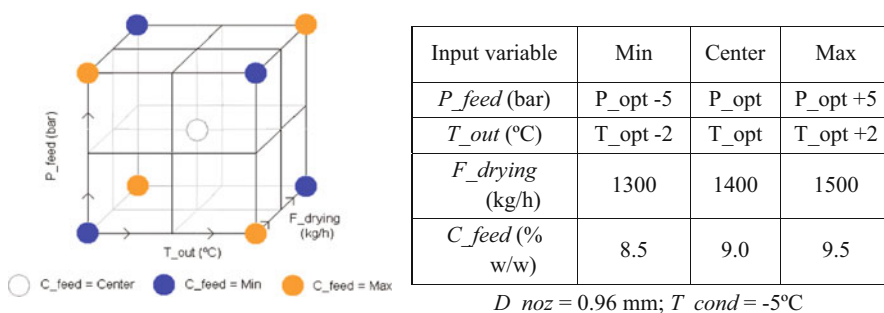 P_feed (bar)
F_drying
(kg/h)
T_out (ºC)
C_feed = Center
C_feed = Min
C_feed = Max
Input variable Min Center Max
P_feed (bar) P_opt -5 P_opt P_opt +5
T_out (ºC) T_opt -2 T_opt T_opt +2
F_drying
(kg/h) 1300 1400 1500
C_feed (%
w/w) 8.5 9.0 9.5
D_noz = 0.96 mm; T_cond = -5ºC